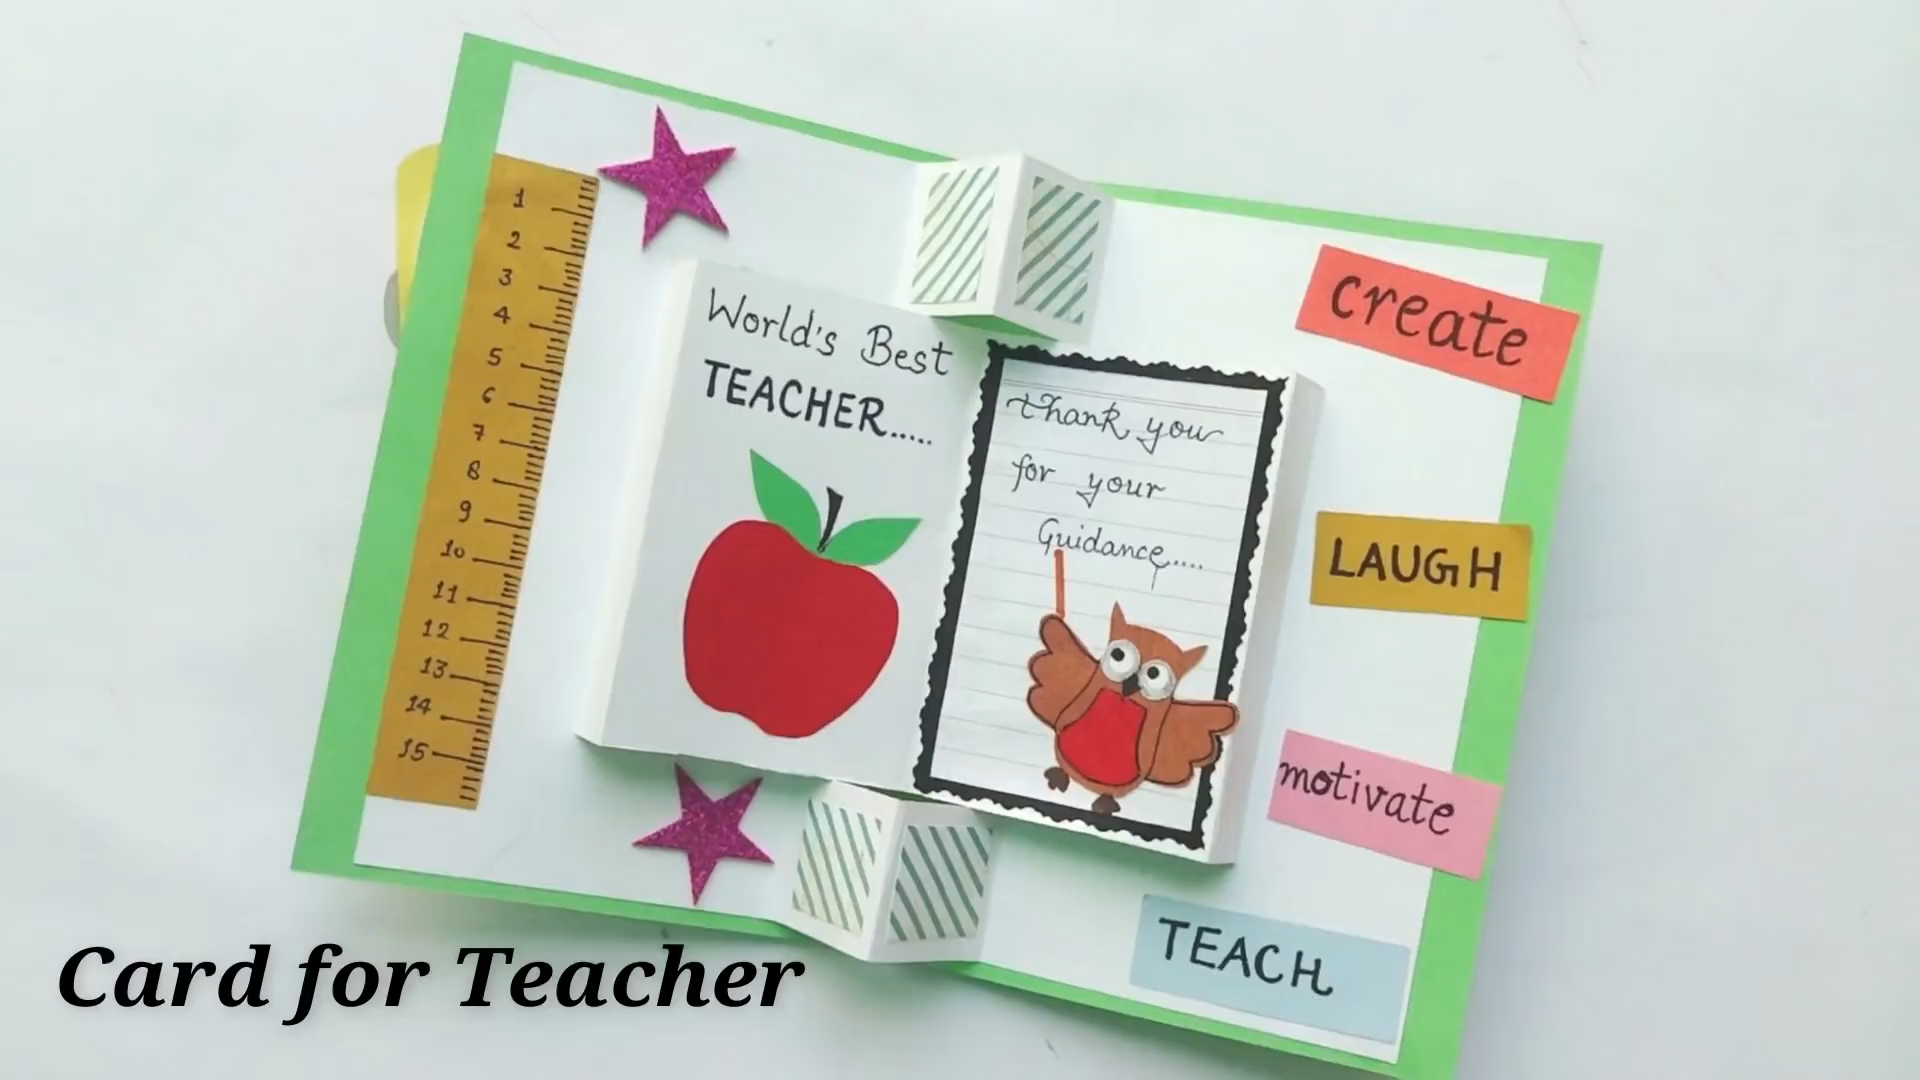 1
2
3
4
5
6
7
8
9
10
11
12
13
14
15
World's Best
TEACHER.....
Thank you
for your
Guidance....
create
LAUGH
motivate
TEACH
Card for Teacher